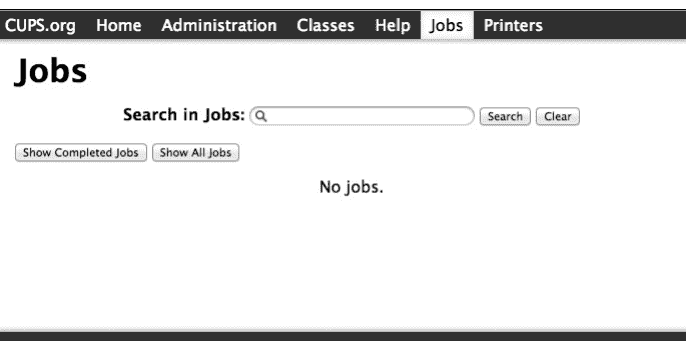 CUPS.org Home Administration Classes Help Jobs Printers
Jobs
Search in Jobs: Search Clear
Show Completed Jobs Show All Jobs
No jobs.